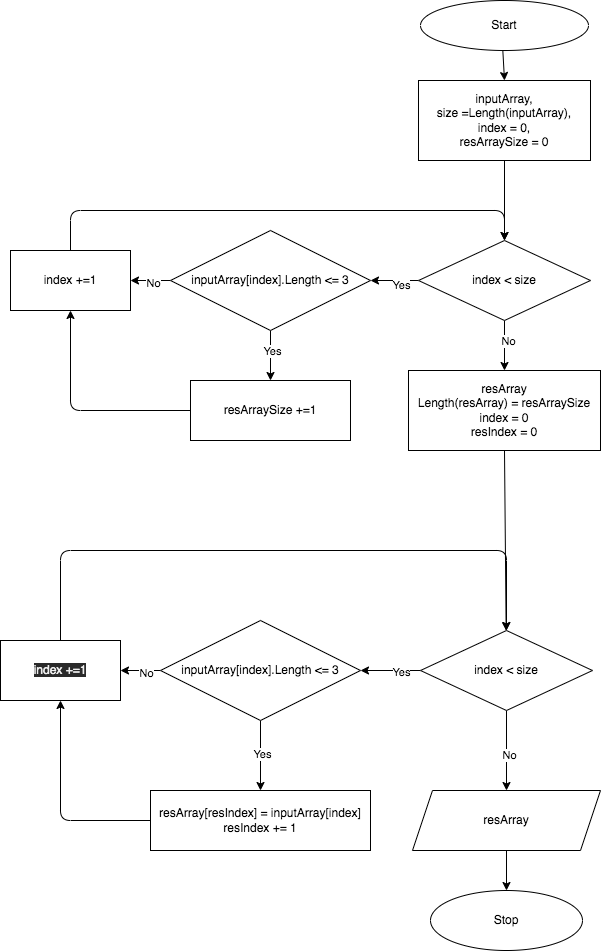 Start
inputArray,
size =Length(inputArray),
index = 0,
resArraySize = 0
index < size
Yes
inputArray[index].Length <= 3
No
index +=1
Yes
resArraySize +=1
No
resArray
Length(resArray) = resArraySize
index = 0
resIndex = 0
index < size
Yes
inputArray[index].Length <= 3
No
index +=1
Yes
resArray[resIndex] = inputArray[index]
resIndex += 1
No
resArray
Stop